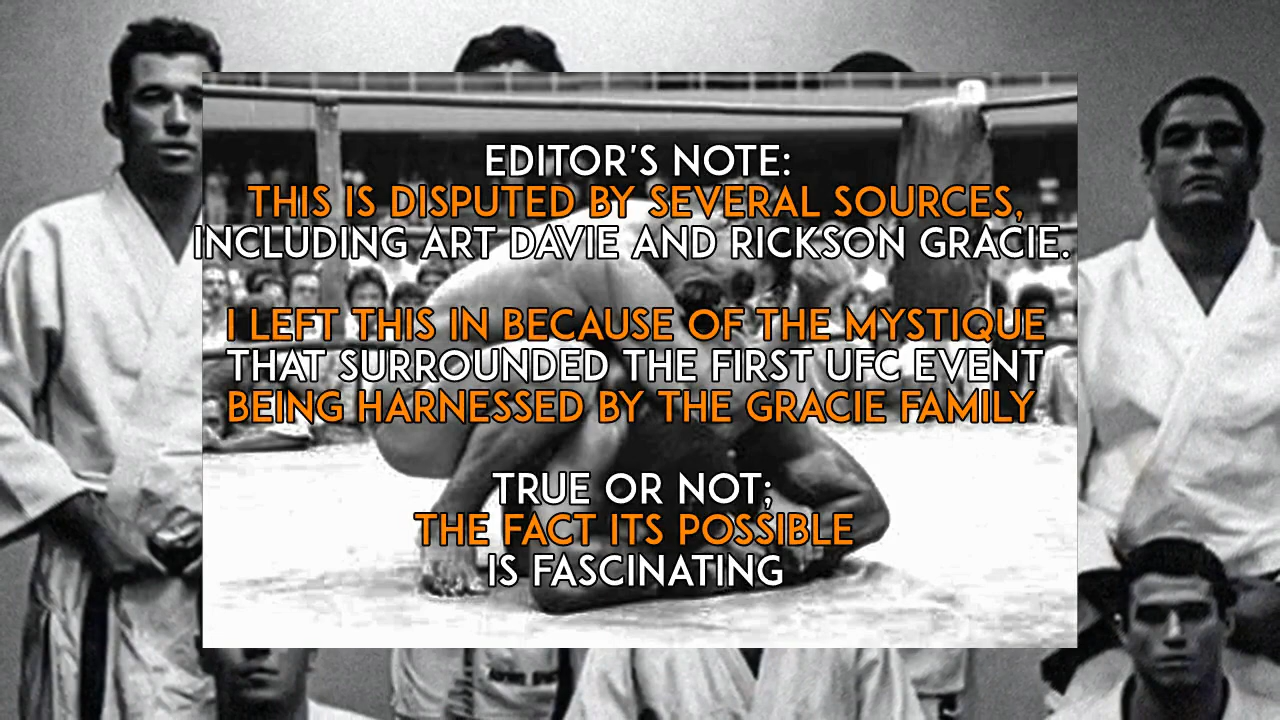 EDITOR'S NOTE:
THIS IS DISPUTED BY SEVERAL SOURCES,
INCLUDING ART DAVIE AND RICKSON GRACIE.
I LEFT THIS IN BECAUSE OF THE MYSTIQUE
THAT SURROUNDED THE FIRST UFC EVENT
BEING HARNESSED BY THE GRACIE FAMILY
TRUE OR NOT;
THE FACT ITS POSSIBLE
IS FASCINATING